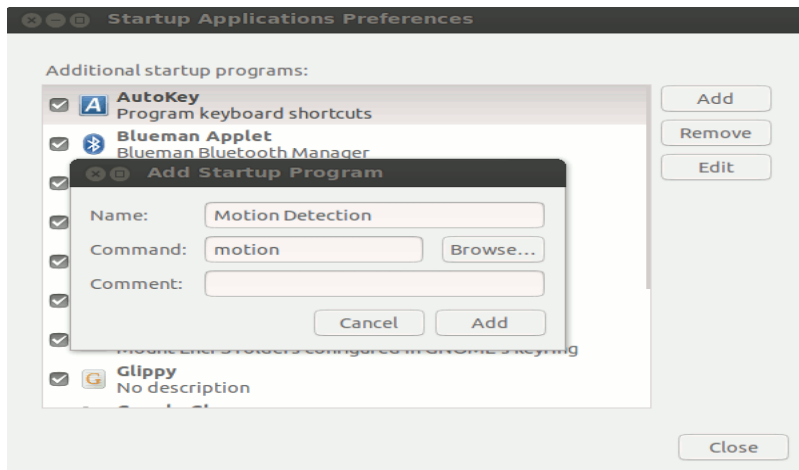 Startup Applications Preferences
Additional startup programs:
AutoKey
Program keyboard shortcuts
Blueman Applet
Blueman Bluetooth Manager
Add
Remove
Edit
Add Startup Program
Name: Motion Detection
Command: motion Browse...
Comment:
Cancel Add
Glippy
No description
Close